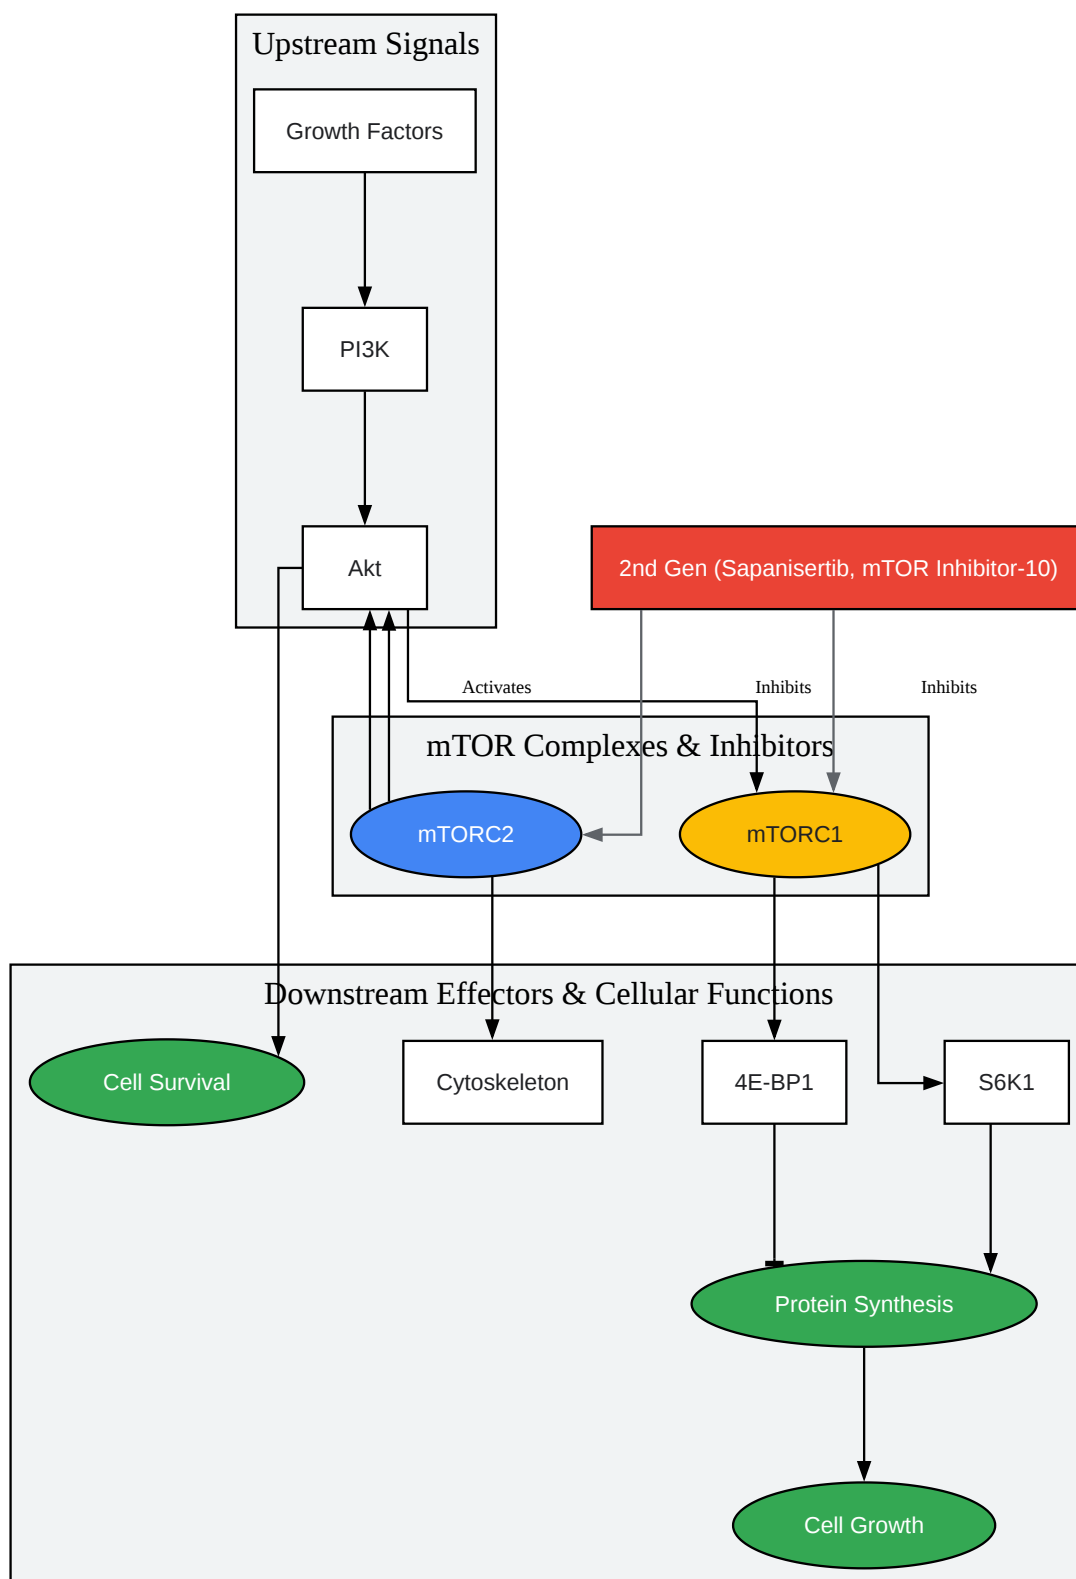 Upstream Signals
Growth Factors
PI3K
Akt
2nd Gen (Sapanisertib, mTOR Inhibitor-10)
Activates
Inhibits
Inhibits
mTOR Complexes & Inhibitors
mTORC2
mTORC1
Downstream Effectors & Cellular Functions
Cell Survival
Cytoskeleton
4E-BP1
S6K1
Protein Synthesis
Cell Growth